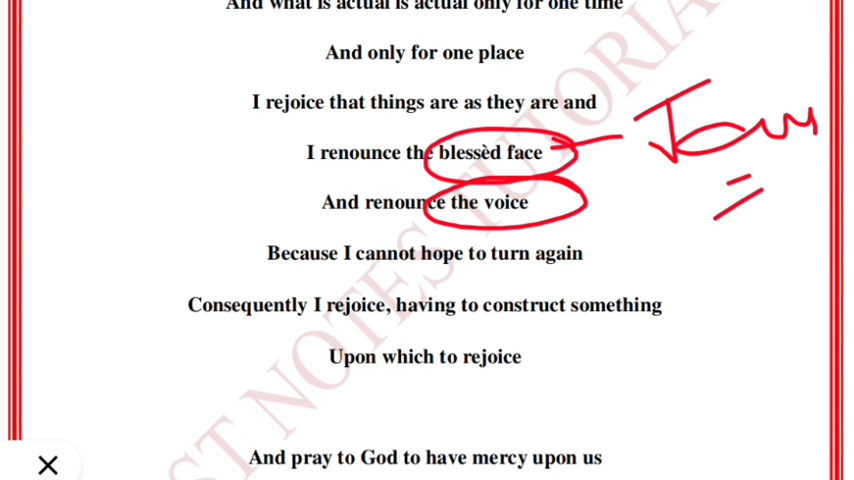 And what is actual is actual only for one time
And only for one place
I rejoice that things are as they are and
I renounce the blessèd face
And renounce the voice
Because I cannot hope to turn again
Consequently I rejoice, having to construct something
Upon which to rejoice
And pray to God to have mercy upon us